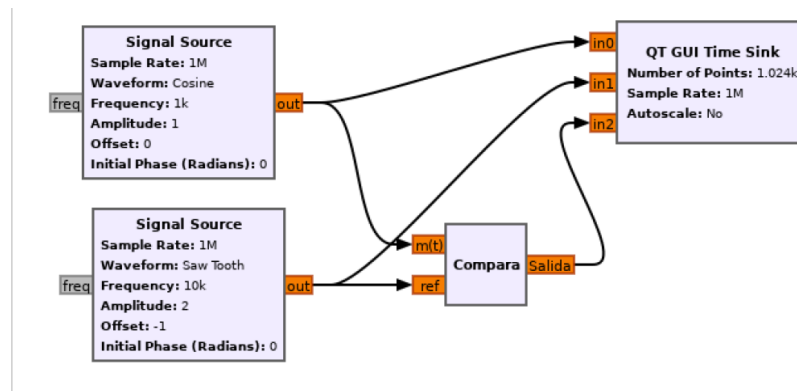 Signal Source
Sample Rate: 1M
Waveform: Cosine
freq
Frequency: 1k
out
Amplitude: 1
Offset: 0
Initial Phase (Radians): 0
in0
in1
in2
QT GUI Time Sink
Number of Points: 1.024k
Sample Rate: 1M
Autoscale: No
Signal Source
Sample Rate: 1M
Waveform: Saw Tooth
freq
Frequency: 10k
out
Amplitude: 2
Offset: -1
Initial Phase (Radians): 0
m(t)
ref
Compara
Salida